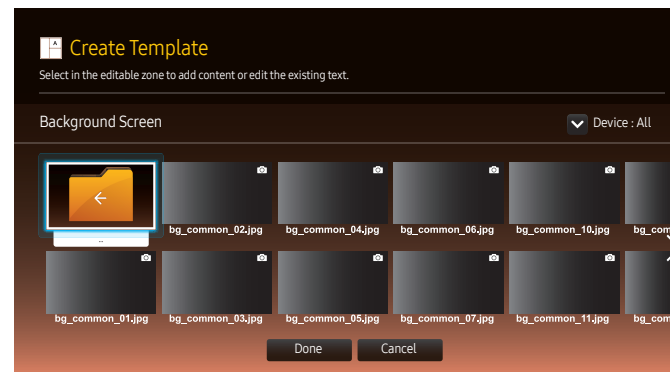 Create Template
Select in the editable zone to add content or edit the existing text.
Background Screen
Device : All
bg_common_02.jpg bg_common_04.jpg bg_common_06.jpg bg_common_10.jpg bg_com
..
bg_common_01.jpg bg_common_03.jpg bg_common_05.jpg bg_common_07.jpg bg_common_11.jpg bg_com
Done Cancel